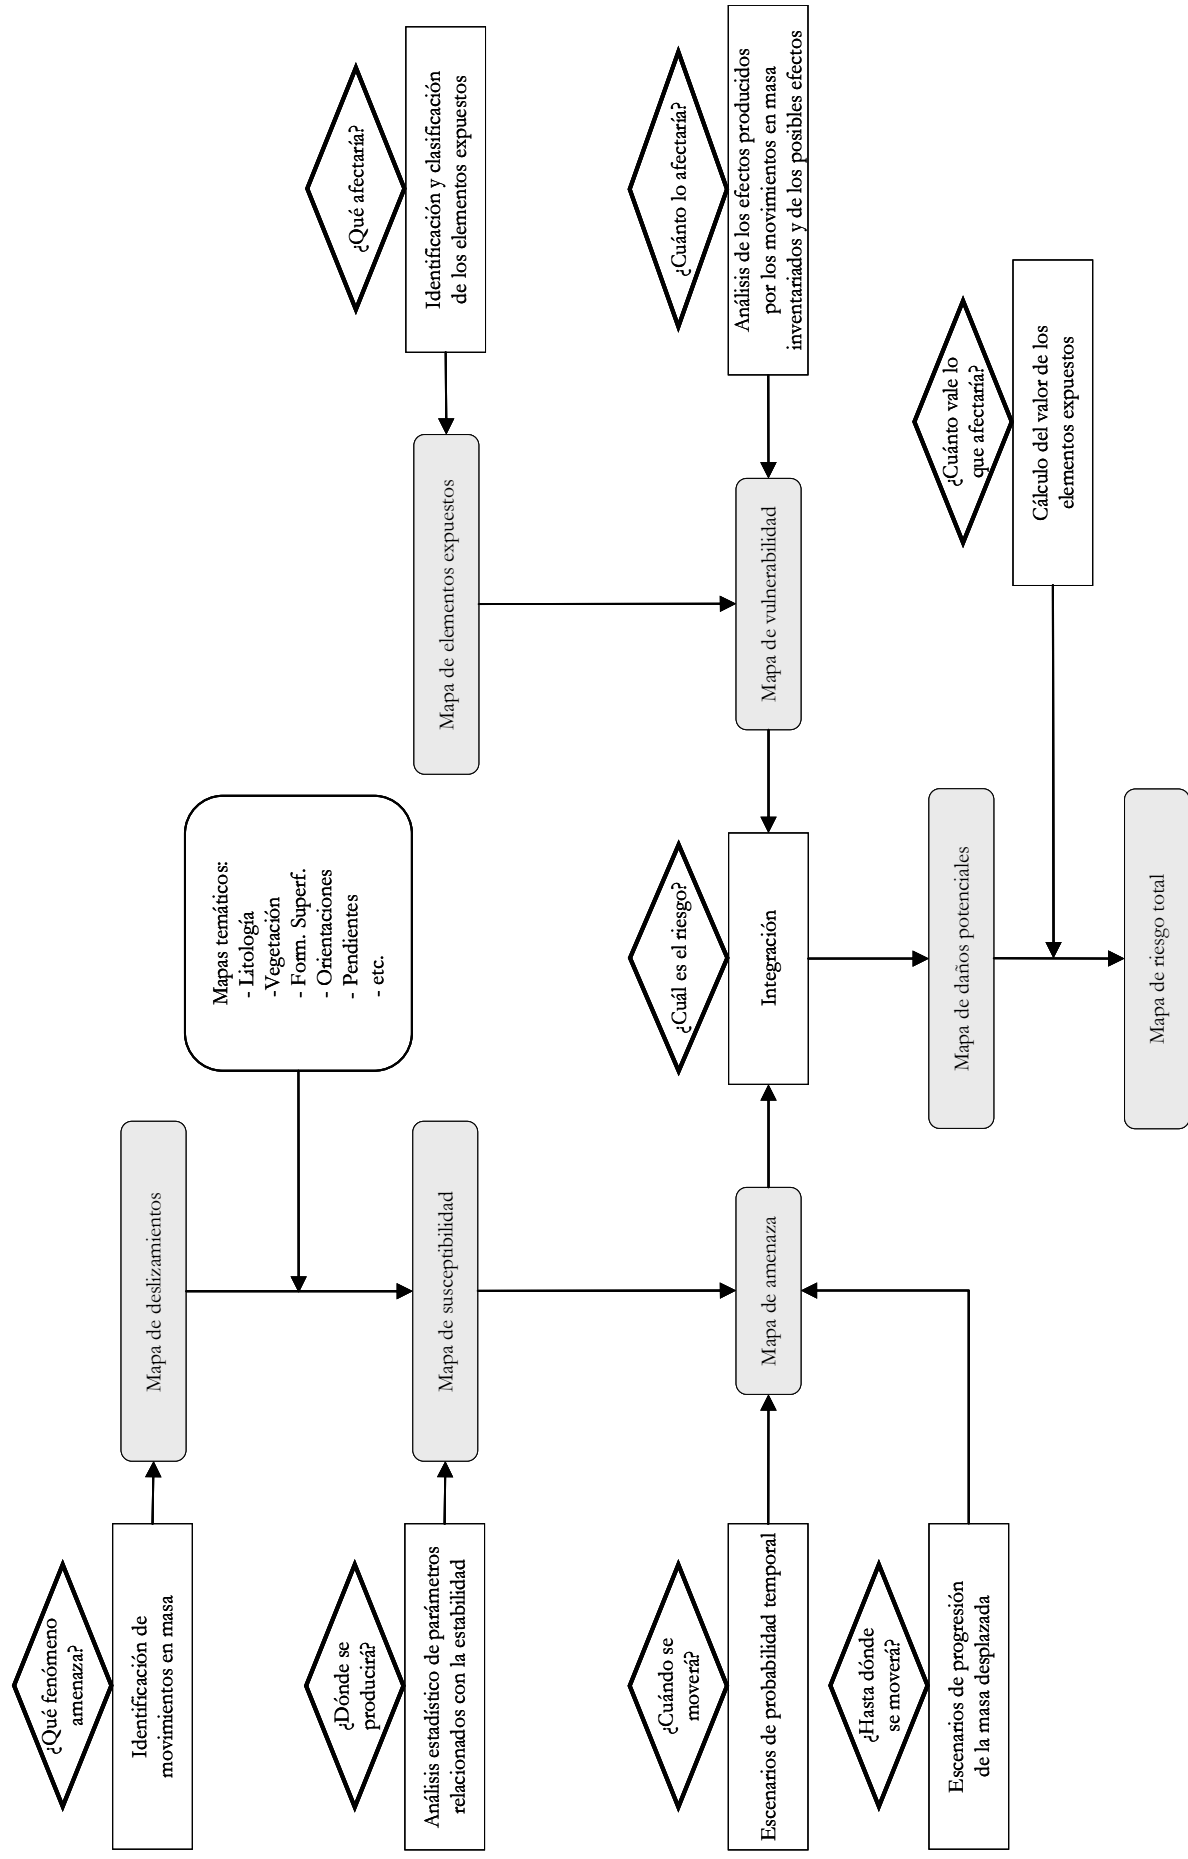 ¿Qué fenómeno
amenaza?
Identificación de
movimientos en masa
Mapa de deslizamientos
Mapas temáticos:
- Litología
-Vegetación
- Form. Superf.
- Orientaciones
- Pendientes
- etc.
¿Qué afectaría?
Identificación y clasificación
de los elementos expuestos
¿Dónde se
producirá?
Análisis estadístico de parámetros
relacionados con la estabilidad
Mapa de susceptibilidad
Mapa de elementos expuestos
¿Cuándo se
moverá?
Escenarios de probabilidad temporal
Mapa de amenaza
¿Cuál es el riesgo?
Integración
Mapa de vulnerabilidad
¿Cuánto lo afectaría?
Análisis de los efectos producidos
por los movimientos en masa
inventariados y de los posibles efectos
¿Hasta dónde
se moverá?
Escenarios de progresión
de la masa desplazada
Mapa de daños potenciales
¿Cuánto vale lo
que afectaría?
Cálculo del valor de los
elementos expuestos
Mapa de riesgo total